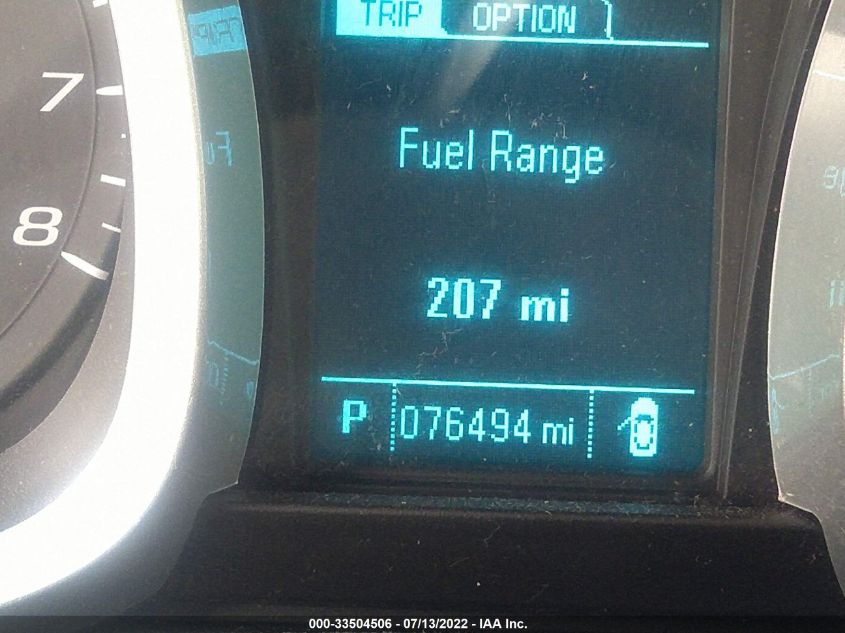 TRIP OPTION
7
Fuel Range
8
207 mi
P 076494 mi
000-33504506 - 07/13/2022 - IAA Inc.